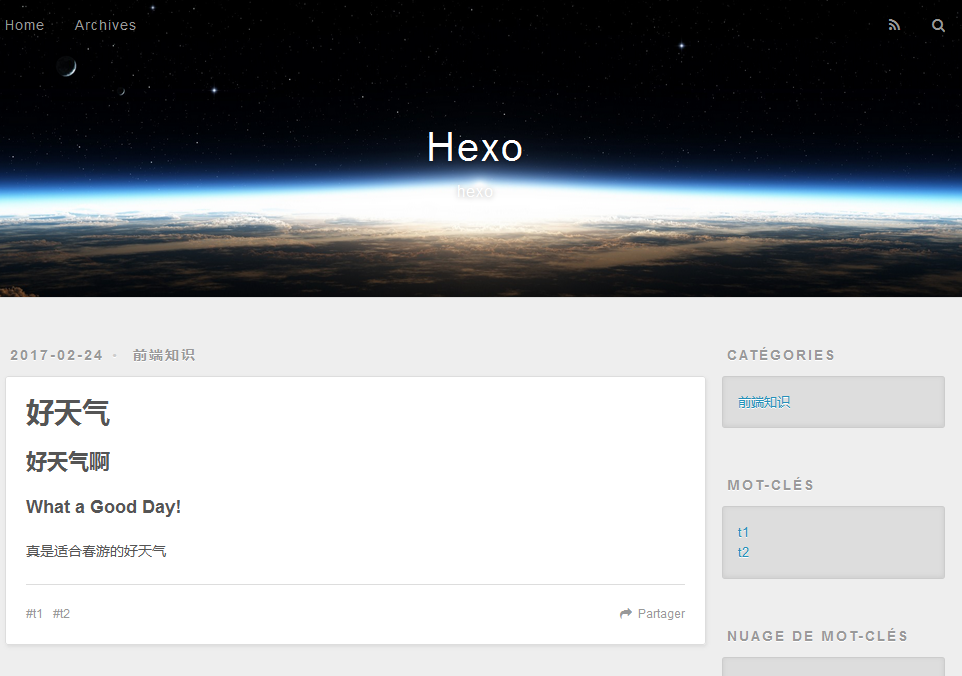 Home Archives
Hexo
hexo
2017-02-24 • 前端知识
好天气
好天气啊
What a Good Day!
真是适合春游的好天气
#t1 #t2 Partager
CATÉGORIES
前端知识
MOT-CLÉS
t1
t2
NUAGE DE MOT-CLÉS